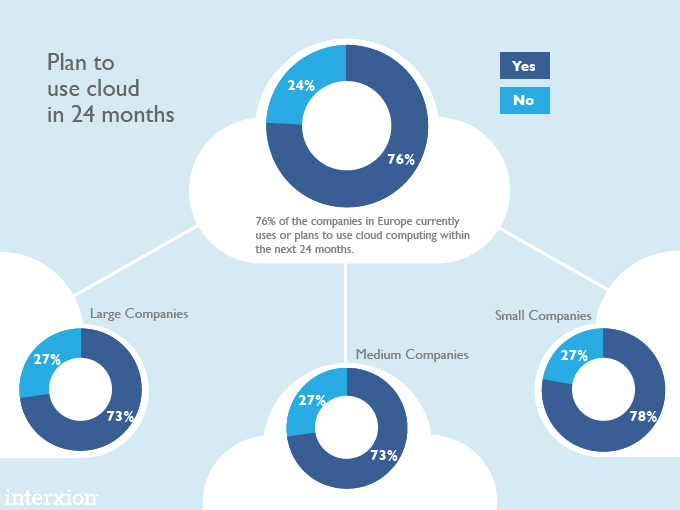 Plan to
use cloud
in 24 months
Yes
No
24%
76%
76% of the companies in Europe currently
uses or plans to use cloud computing within
the next 24 months.
Large Companies
27%
73%
Medium Companies
27%
73%
Small Companies
27%
78%
interxion